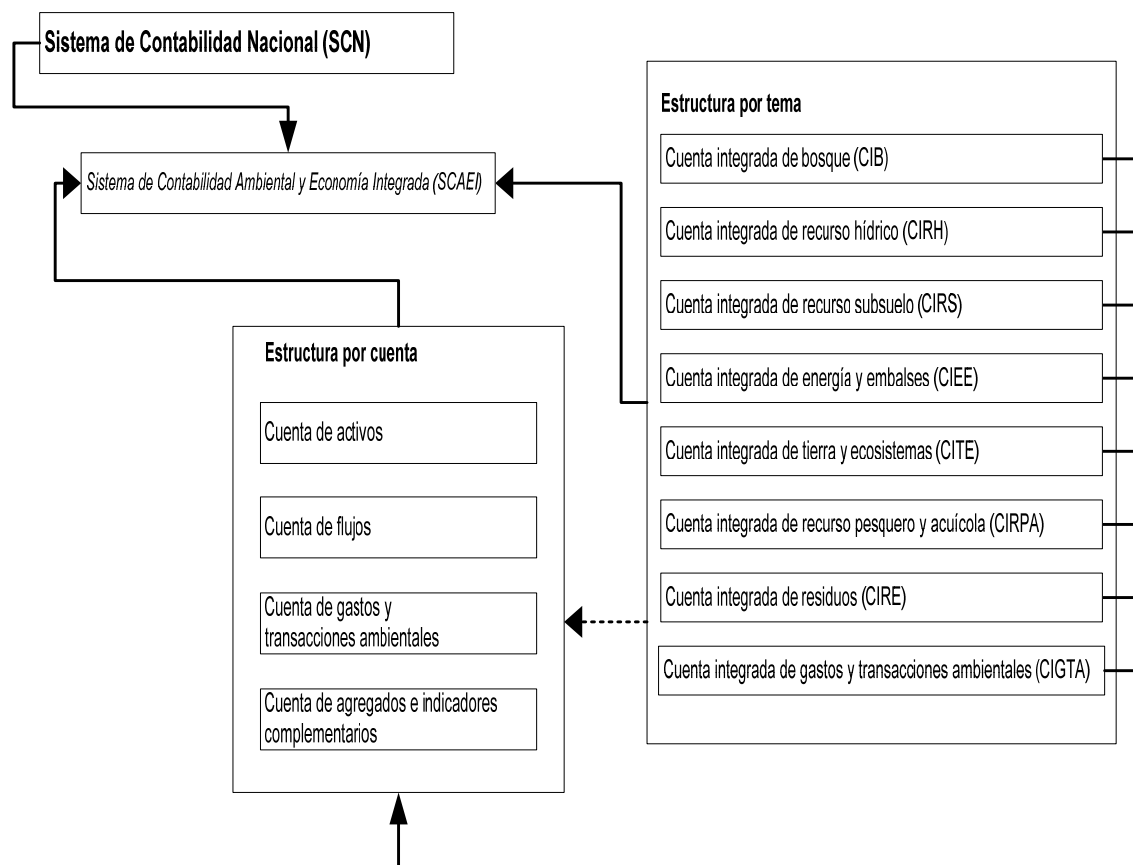 Sistema de Contabilidad Nacional (SCN)
Sistema de Contabilidad Ambiental y Economía Integrada (SCAEI)
Estructura por cuenta
Cuenta de activos
Cuenta de flujos
Cuenta de gastos y
transacciones ambientales
Cuenta de agregados e indicadores
complementarios
Estructura por tema
Cuenta integrada de bosque (CIB)
Cuenta integrada de recurso hídrico (CIRH)
Cuenta integrada de recurso subsuelo (CIRS)
Cuenta integrada de energía y embalses (CIEE)
Cuenta integrada de tierra y ecosistemas (CITE)
Cuenta integrada de recurso pesquero y acuícola (CIRPA)
Cuenta integrada de residuos (CIRE)
Cuenta integrada de gastos y transacciones ambientales (CIGTA)